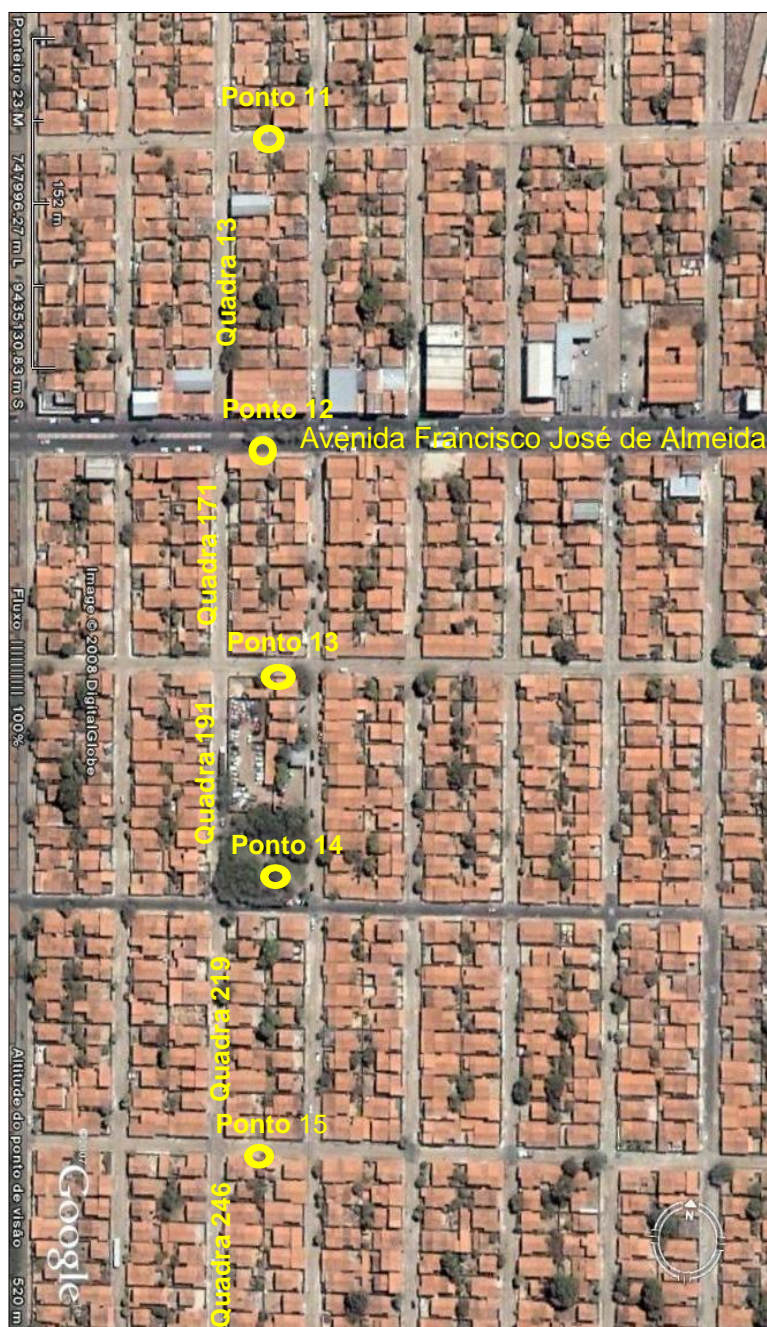 Ponto 11
Quadra 13
Ponto 12
Avenida Francisco José de Almeida
Quadra 171
Ponto 13
Quadra 191
Ponto 14
Quadra 219
Ponto 15
Quadra 246
152 m
Ponteiro 23 M 747996.27 m L 9435130.83 m S
Image © 2008 DigitalGlobe
Fluxo |||||||||| 100%
Altitude do ponto de visão 520 m
©2007 Google™
N